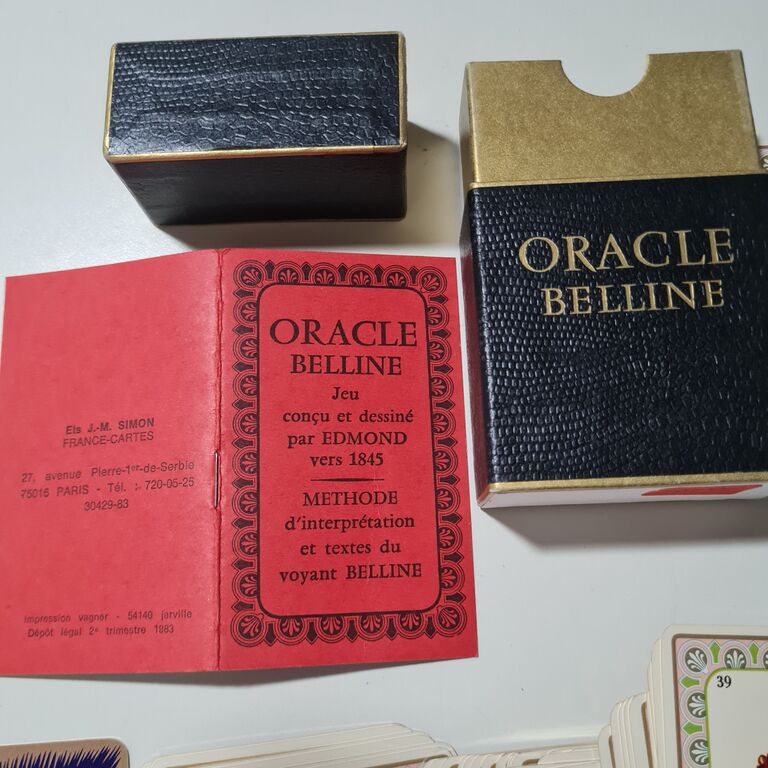 ORACLE
BELLINE
Ets J.-M. SIMON
FRANCE-CARTES
27, avenue Pierre-1er-de-Serbie
75016 PARIS - Tél. : 720-05-25
30429-83
Impression vagner - 54140 jarville
Dépôt légal 2e trimestre 1983
ORACLE
BELLINE
Jeu
conçu et dessiné
par EDMOND
vers 1845
METHODE
d'interprétation
et textes du
voyant BELLINE
39